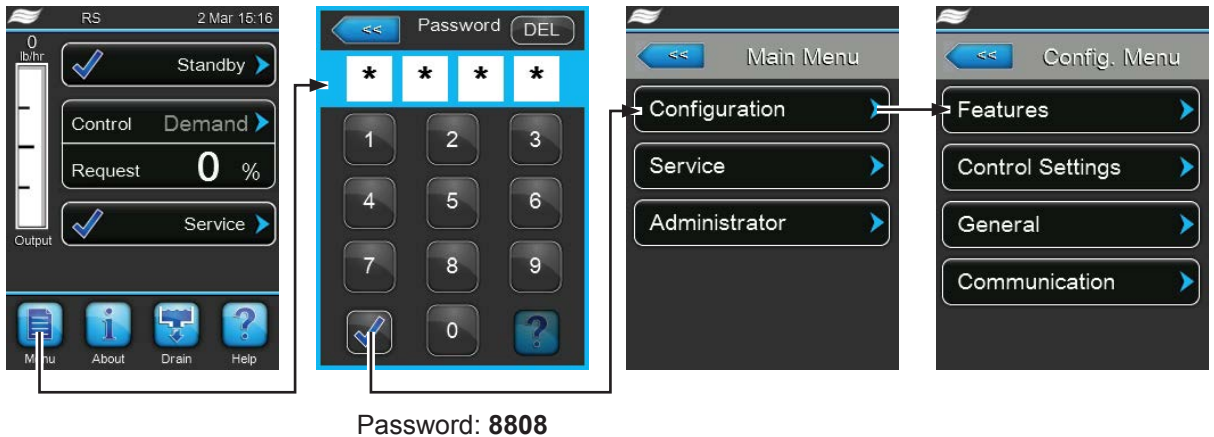 RS 2 Mar 15:16
0
lb/hr
Standby
Control Demand
Request 0 %
Service
Output
Menu About Drain Help
<< Password DEL
* * * *
1 2 3
4 5 6
7 8 9
0 ?
Password: 8808
<< Main Menu
Configuration
Service
Administrator
<< Config. Menu
Features
Control Settings
General
Communication